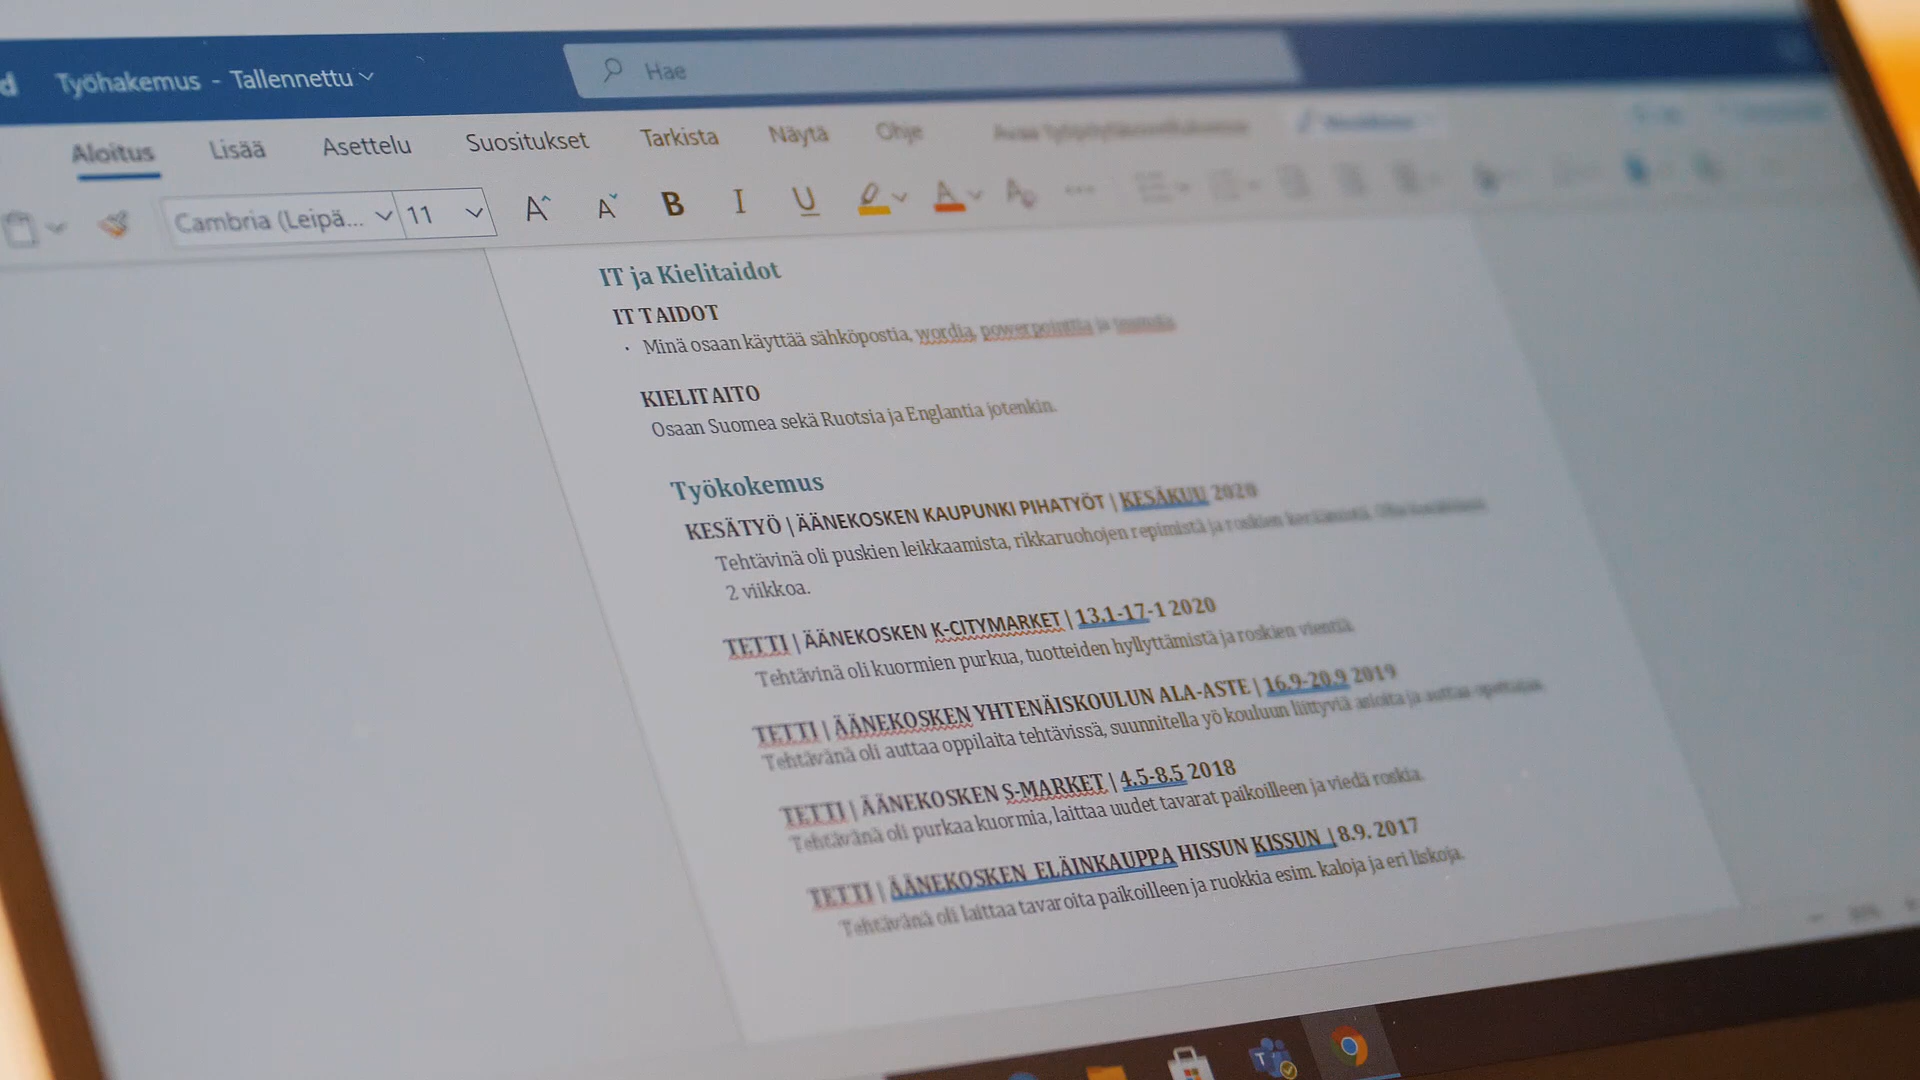 d Työhakemus - Tallennettu
Hae
Aloitus Lisää Asettelu Suositukset Tarkista Näytä Ohje
Cambria (Leipä... 11
IT ja Kielitaidot
IT TAIDOT
· Minä osaan käyttää sähköpostia, wordia, powerpointtia ja
KIELITAITO
Osaan Suomea sekä Ruotsia ja Englantia jotenkin.
Työkokemus
KESÄTYÖ | ÄÄNEKOSKEN KAUPUNKI PIHATYÖT | KESÄKUU 2020
Tehtävinä oli puskien leikkaamista, rikkaruohojen repimistä ja roskien keräämistä.
2 viikkoa.
TETTI | ÄÄNEKOSKEN K-CITYMARKET | 13.1-17-1 2020
Tehtävinä oli kuormien purkua, tuotteiden hyllyttämistä ja roskien vientiä.
TETTI | ÄÄNEKOSKEN YHTENÄISKOULUN ALA-ASTE | 16.9-20.9 2019
Tehtävänä oli auttaa oppilaita tehtävissä, suunnitella yö kouluun liittyviä asioita ja auttaa opettajaa.
TETTI | ÄÄNEKOSKEN S-MARKET | 4.5-8.5 2018
Tehtävänä oli purkaa kuormia, laittaa uudet tavarat paikoilleen ja viedä roskia.
TETTI | ÄÄNEKOSKEN ELÄINKAUPPA HISSUN KISSUN | 8.9. 2017
Tehtävänä oli laittaa tavaroita paikoilleen ja ruokkia esim. kaloja ja eri liskoja.